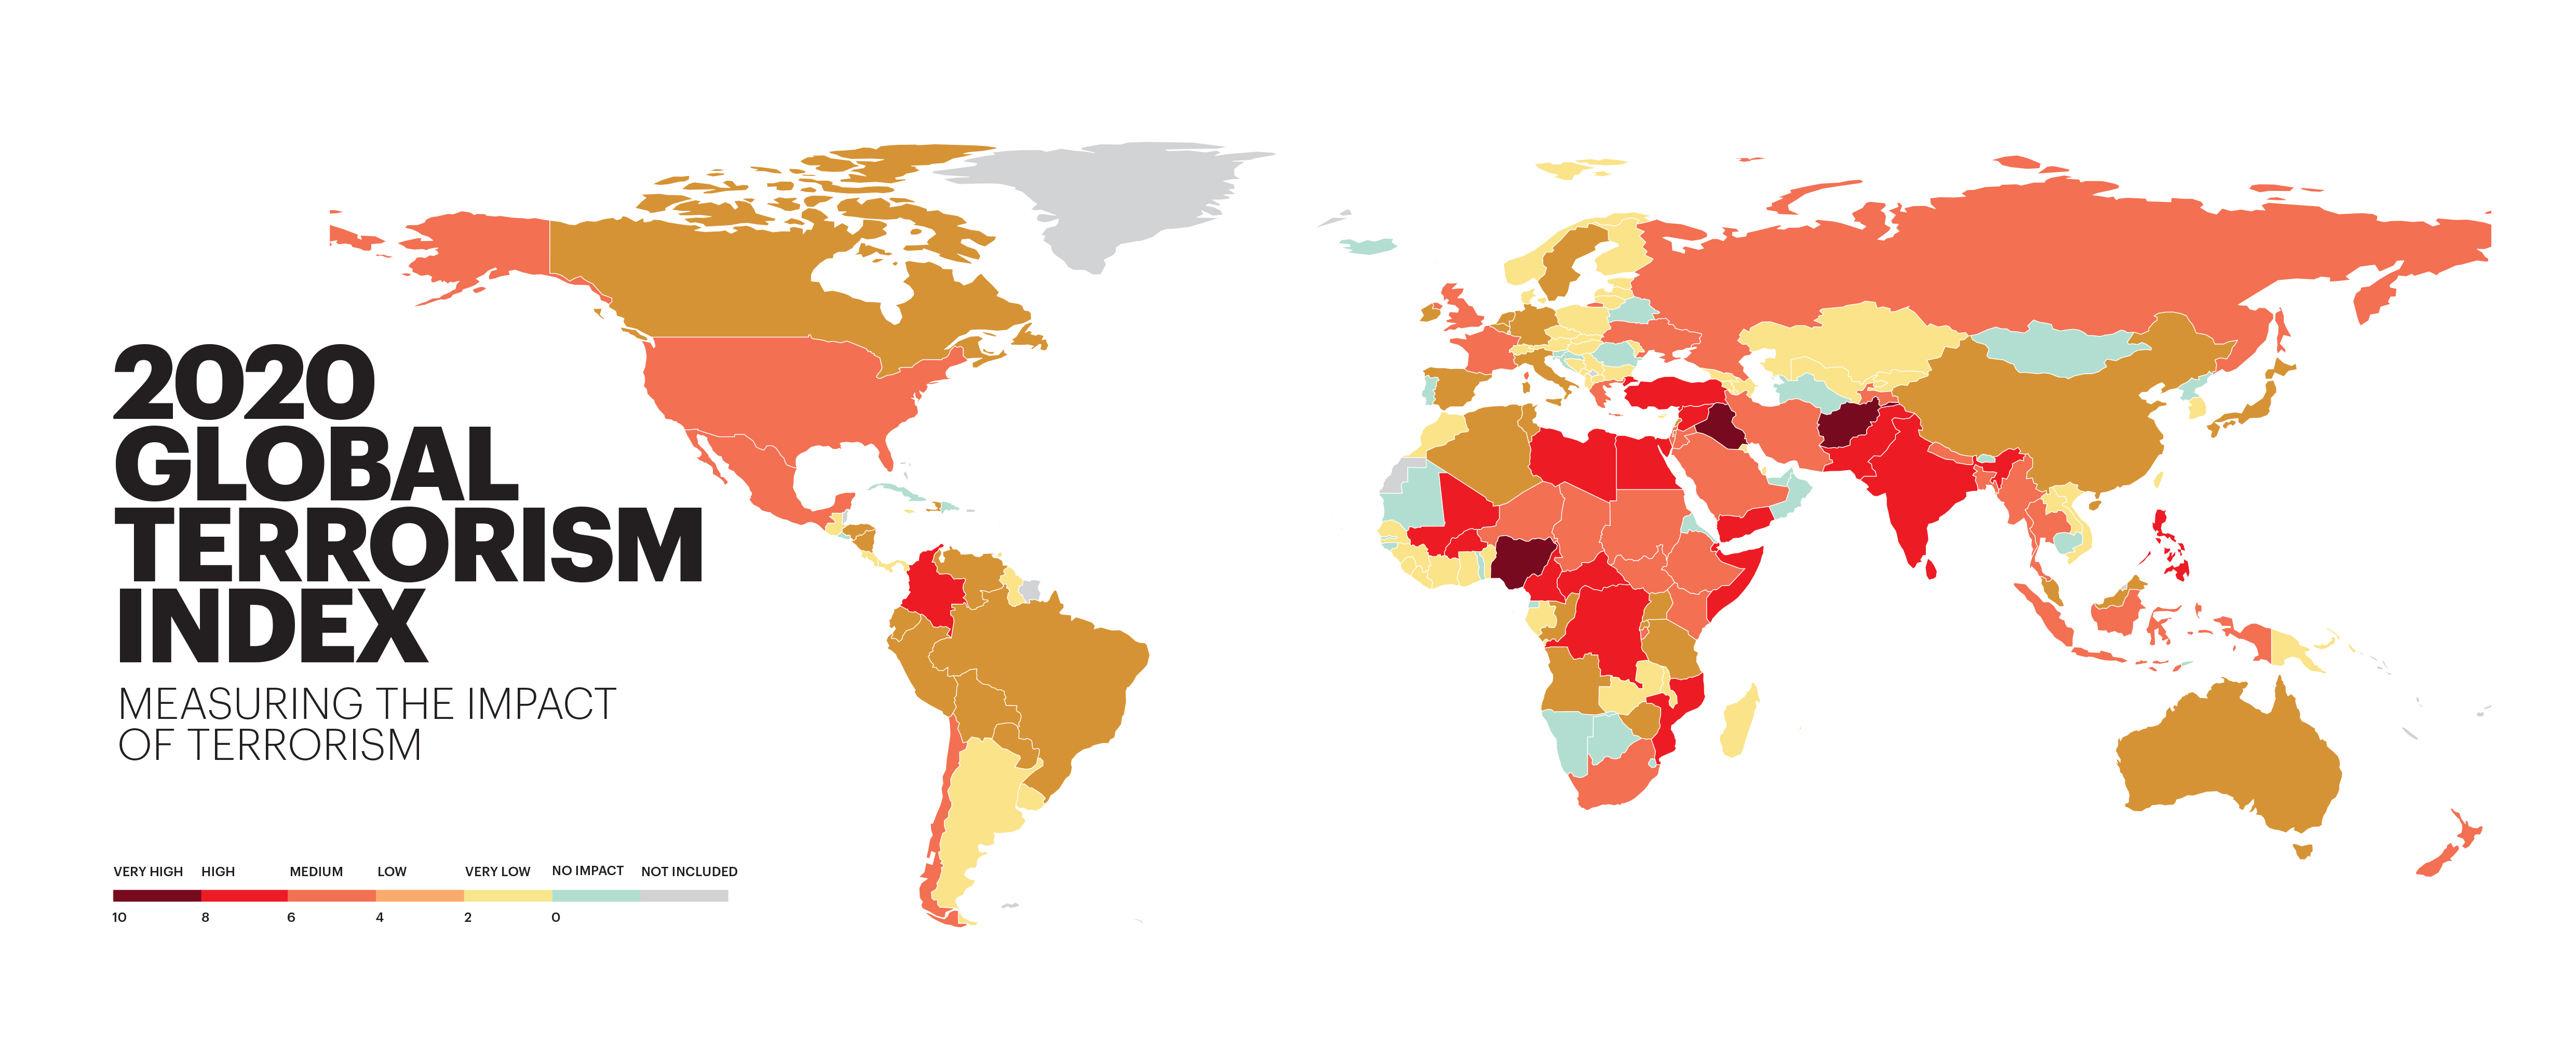 2020
GLOBAL
TERRORISM
INDEX
MEASURING THE IMPACT
OF TERRORISM
VERY HIGH HIGH MEDIUM LOW VERY LOW NO IMPACT NOT INCLUDED
10 8 6 4 2 0